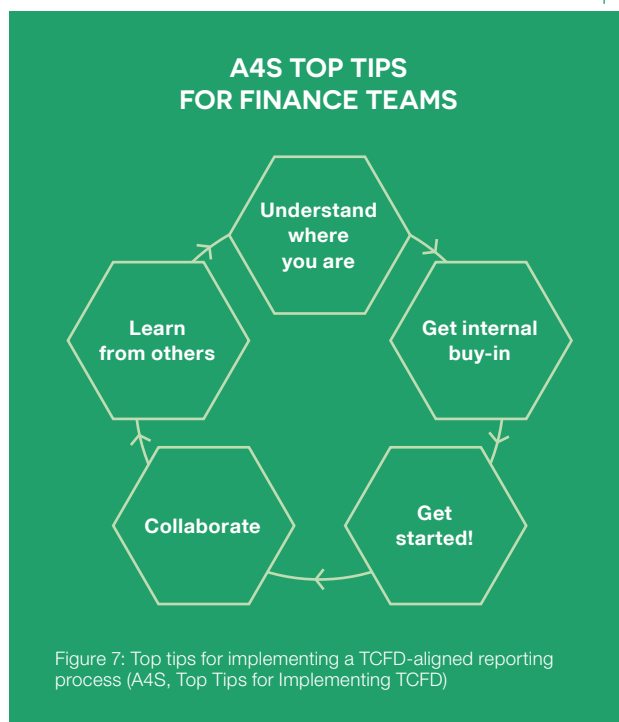 A4S TOP TIPS
FOR FINANCE TEAMS
Understand
where
you are
Get internal
buy-in
Get
started!
Collaborate
Learn
from others
Figure 7: Top tips for implementing a TCFD-aligned reporting
process (A4S, Top Tips for Implementing TCFD)